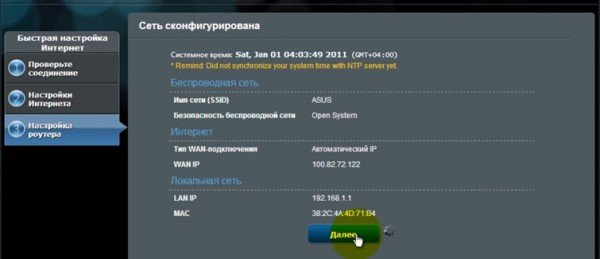 Сеть сконфигурирована
Быстрая настройка
Интернет
1 Проверьте
соединение
2 Настройки
Интернета
3 Настройка
роутера
Системное время: Sat, Jan 01 04:03:49 2011 (GMT+04:00)
* Remind: Did not synchronize your system time with NTP server yet.
Беспроводная сеть
Имя сети (SSID) ASUS
Безопасность беспроводной сети Open System
Интернет
Тип WAN-подключения Автоматический IP
WAN IP 100.82.72.122
Локальная сеть
LAN IP 192.168.1.1
MAC 38:2C:4A:4D:71:B4
Далее